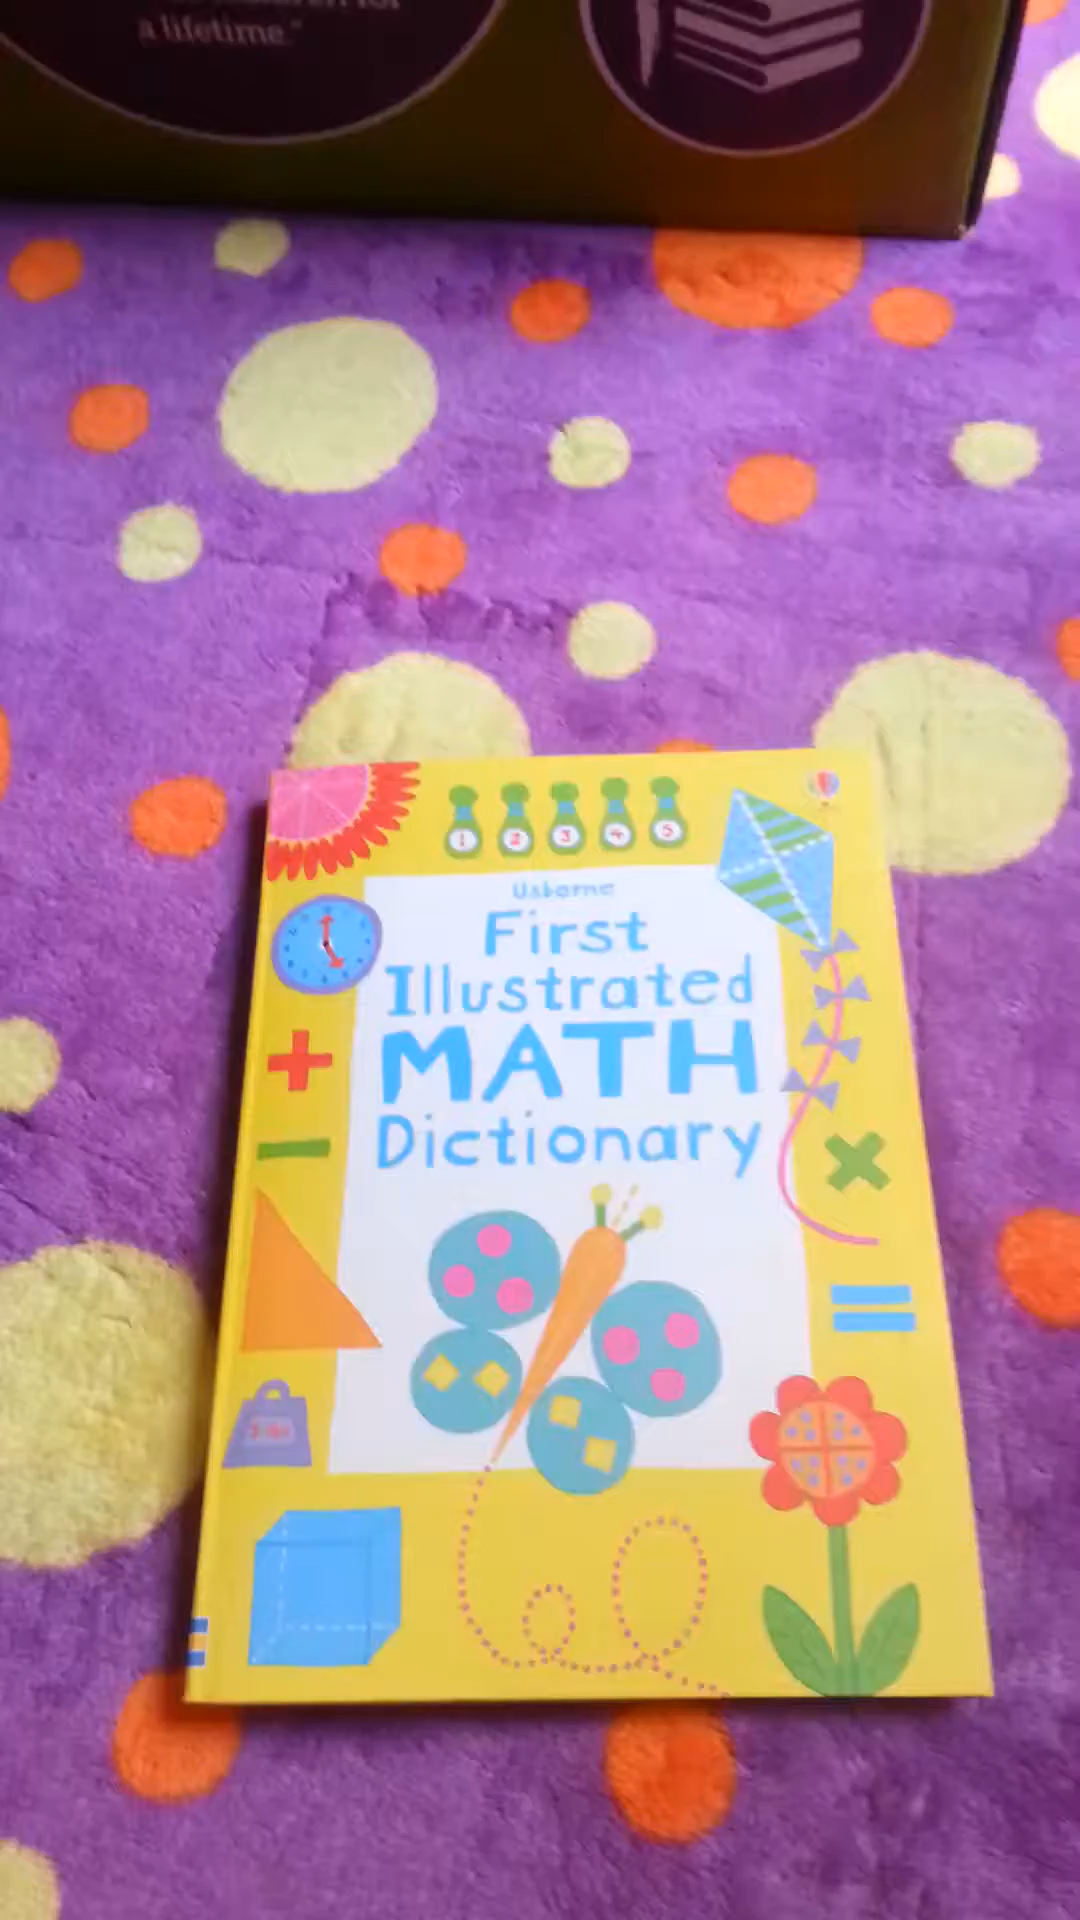 a lifetime."
1 2 3 4 5
Usborne
First
Illustrated
MATH
Dictionary